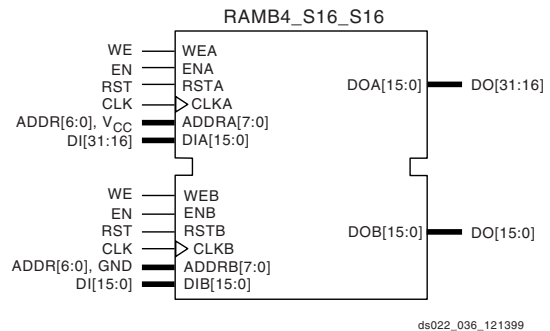 RAMB4_S16_S16
WE WEA
EN ENA
RST RSTA DOA[15:0] DO[31:16]
CLK CLKA
ADDR[6:0], VCC ADDRA[7:0]
DI[31:16] DIA[15:0]
WE WEB
EN ENB
RST RSTB DOB[15:0] DO[15:0]
CLK CLKB
ADDR[6:0], GND ADDRB[7:0]
DI[15:0] DIB[15:0]
ds022_036_121399